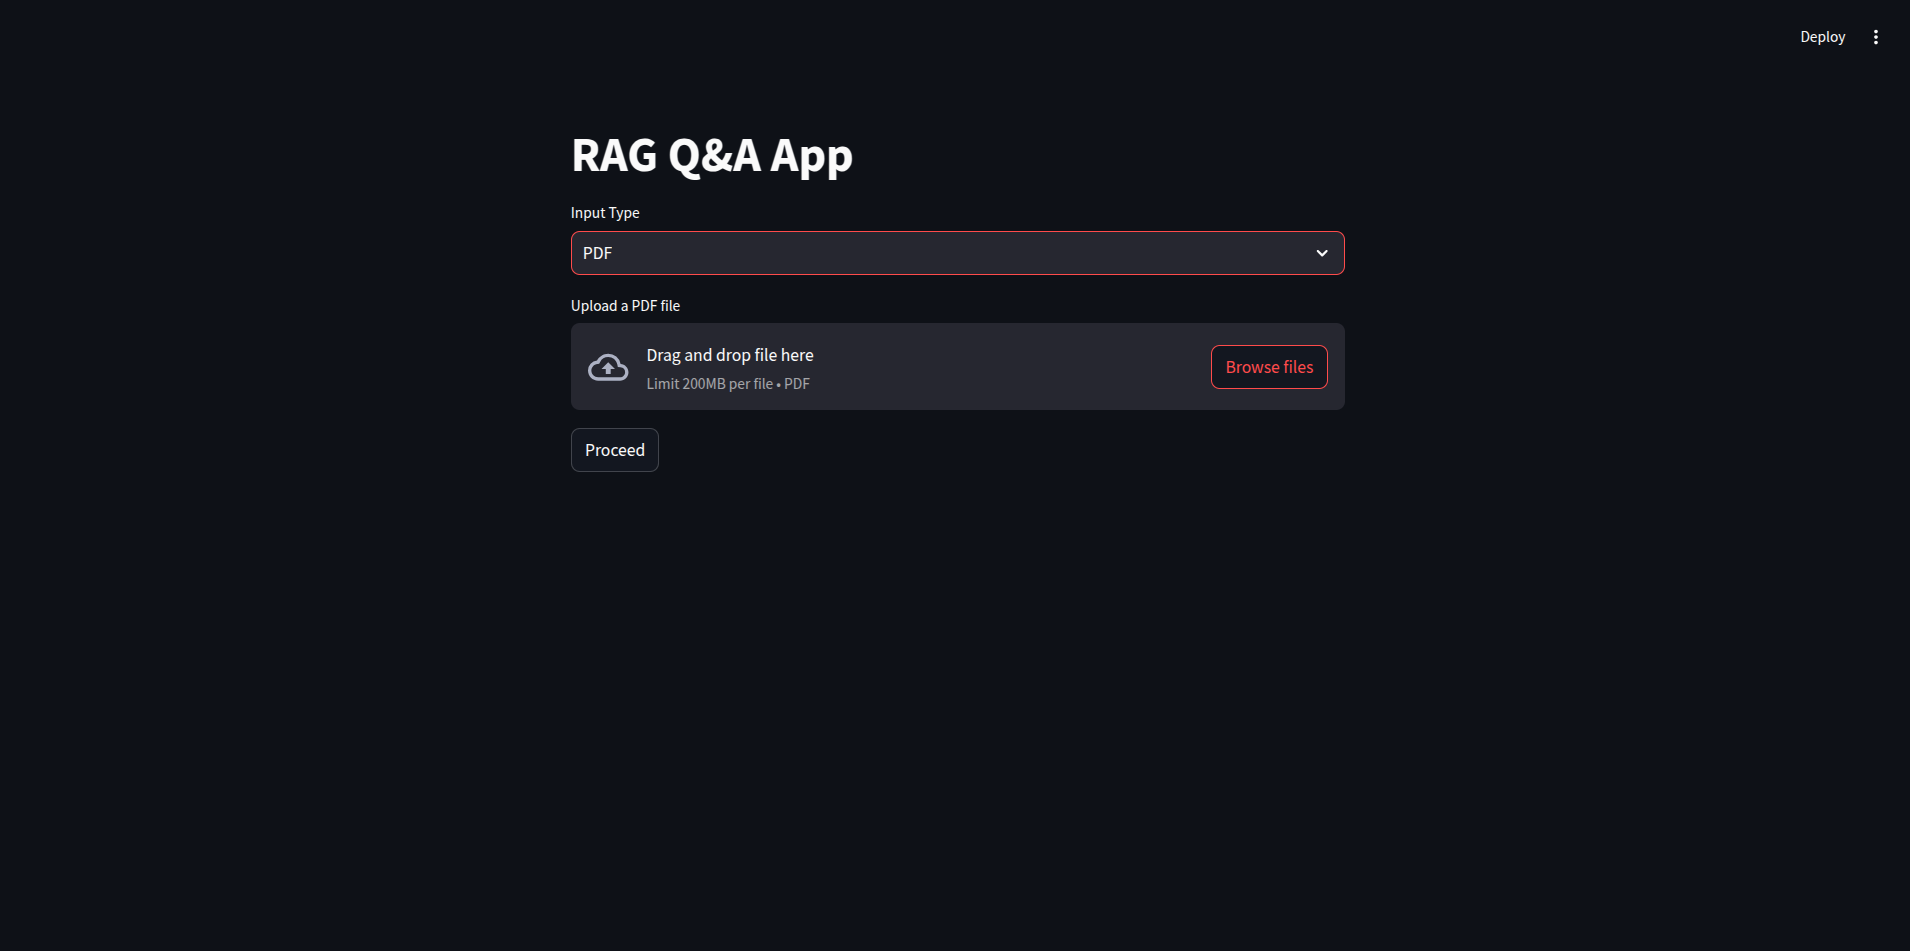 Deploy
RAG Q&A App
Input Type
PDF
Upload a PDF file
Drag and drop file here
Limit 200MB per file • PDF
Browse files
Proceed